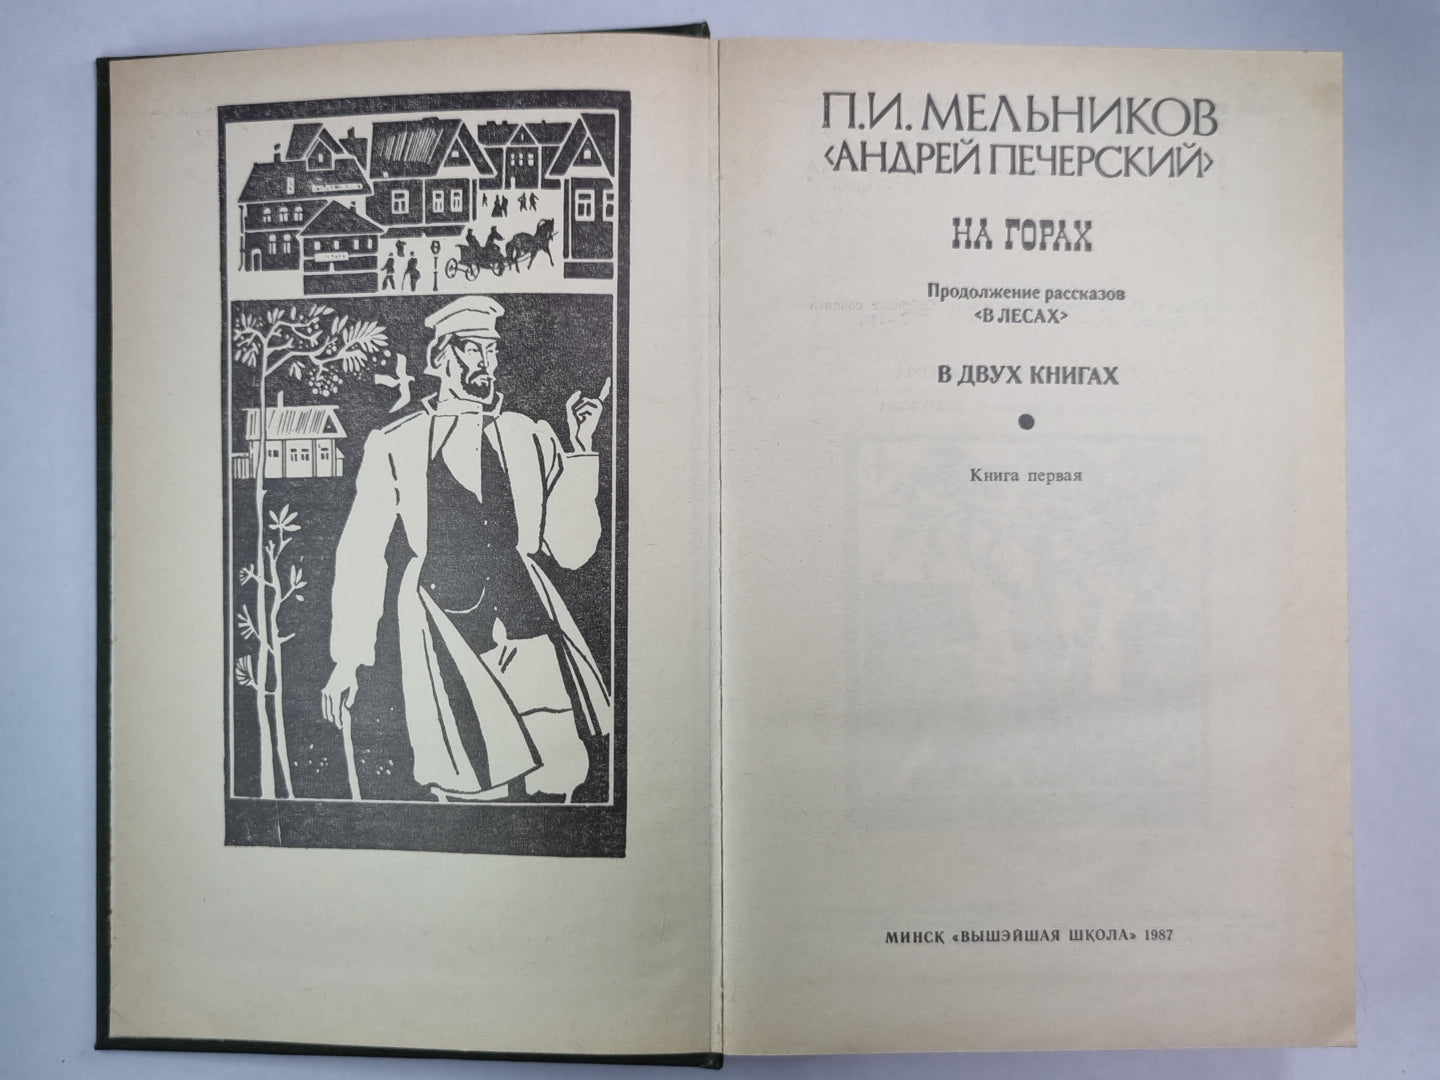 П.И. МЕЛЬНИКОВ
‹АНДРЕЙ ПЕЧЕРСКИЙ›
НА ГОРАХ
Продолжение рассказов
‹В ЛЕСАХ›
В ДВУХ КНИГАХ
Книга первая
МИНСК «ВЫШЭЙШАЯ ШКОЛА» 1987